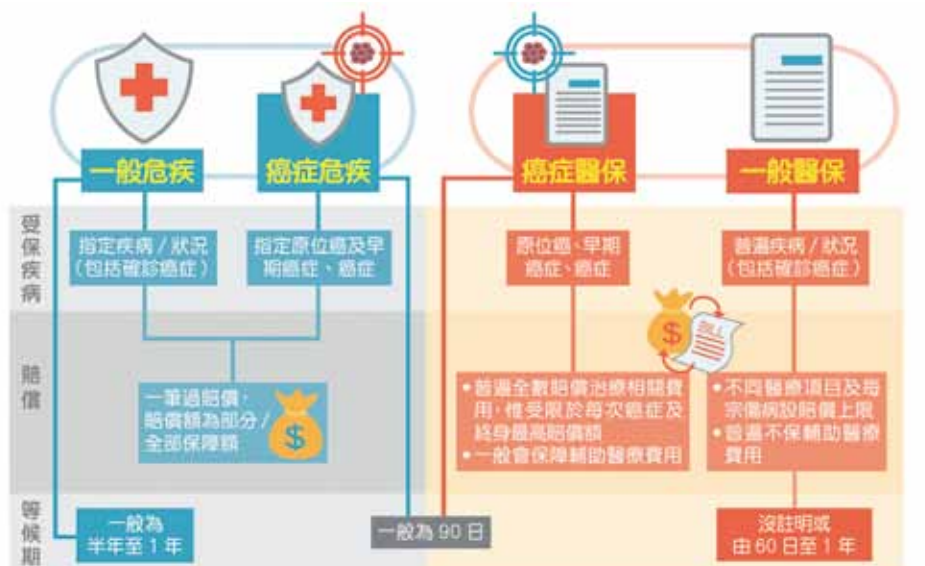 一般危疾
癌症危疾
癌症醫保
一般醫保
受保疾病
指定疾病/狀況
(包括確診癌症)
指定原位癌及早
期癌症、癌症
原位癌、早期
癌症、癌症
普遍疾病/狀況
(包括確診癌症)
賠償
一筆過賠償,
賠償額為部分/
全部保障額
$
$
BILL
•普遍全數賠償治療相關費
用,惟受限於每次癌症及
終身最高賠償額
•一般會保障輔助醫療費用
•不同醫療項目及每
宗傷病設賠償上限
•普遍不保輔助醫療
費用
等候期
一般為
半年至1年
一般為90日
沒註明或
由60日至1年